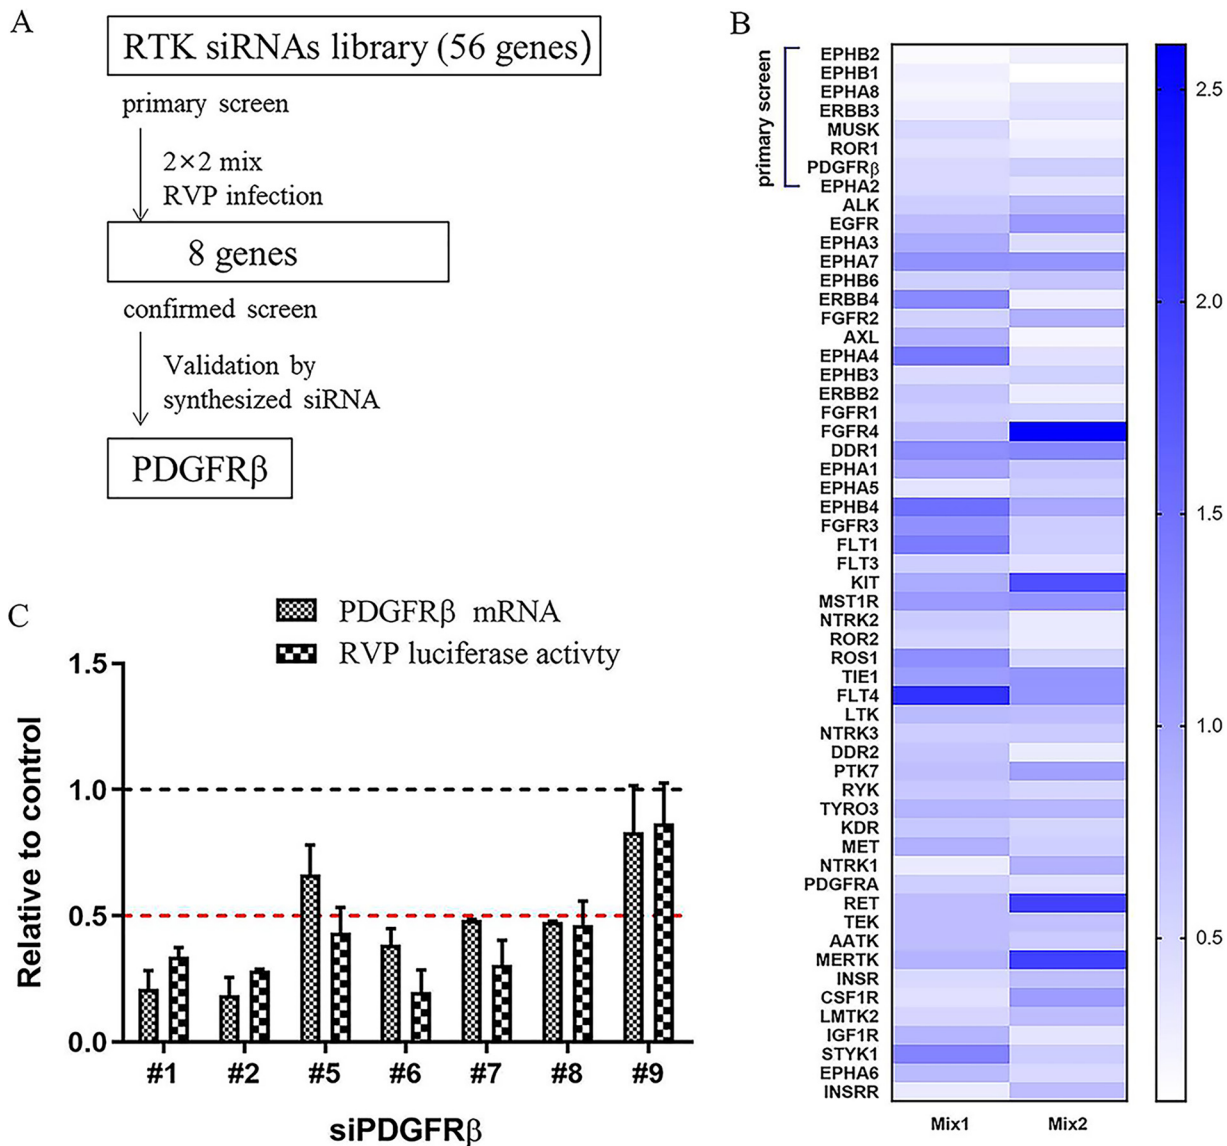 A
RTK siRNAs library (56 genes)
primary screen
2×2 mix
RVP infection
8 genes
confirmed screen
Validation by
synthesized siRNA
PDGFRβ
B
primary screen
EPHB2
EPHB1
EPHA8
ERBB3
MUSK
ROR1
PDGFRβ
EPHA2
ALK
EGFR
EPHA3
EPHA7
EPHB6
ERBB4
FGFR2
AXL
EPHA4
EPHB3
ERBB2
FGFR1
FGFR4
DDR1
EPHA1
EPHA5
EPHB4
FGFR3
FLT1
FLT3
KIT
MST1R
NTRK2
ROR2
ROS1
TIE1
FLT4
LTK
NTRK3
DDR2
PTK7
RYK
TYRO3
KDR
MET
NTRK1
PDGFRA
RET
TEK
AATK
MERTK
INSR
CSF1R
LMTK2
IGF1R
STYK1
EPHA6
INSRR
Mix1 Mix2
2.5
2.0
1.5
1.0
0.5
C
PDGFRβ mRNA
RVP luciferase activty
Relative to control
1.5
1.0
0.5
0.0
#1 #2 #5 #6 #7 #8 #9
siPDGFRβ